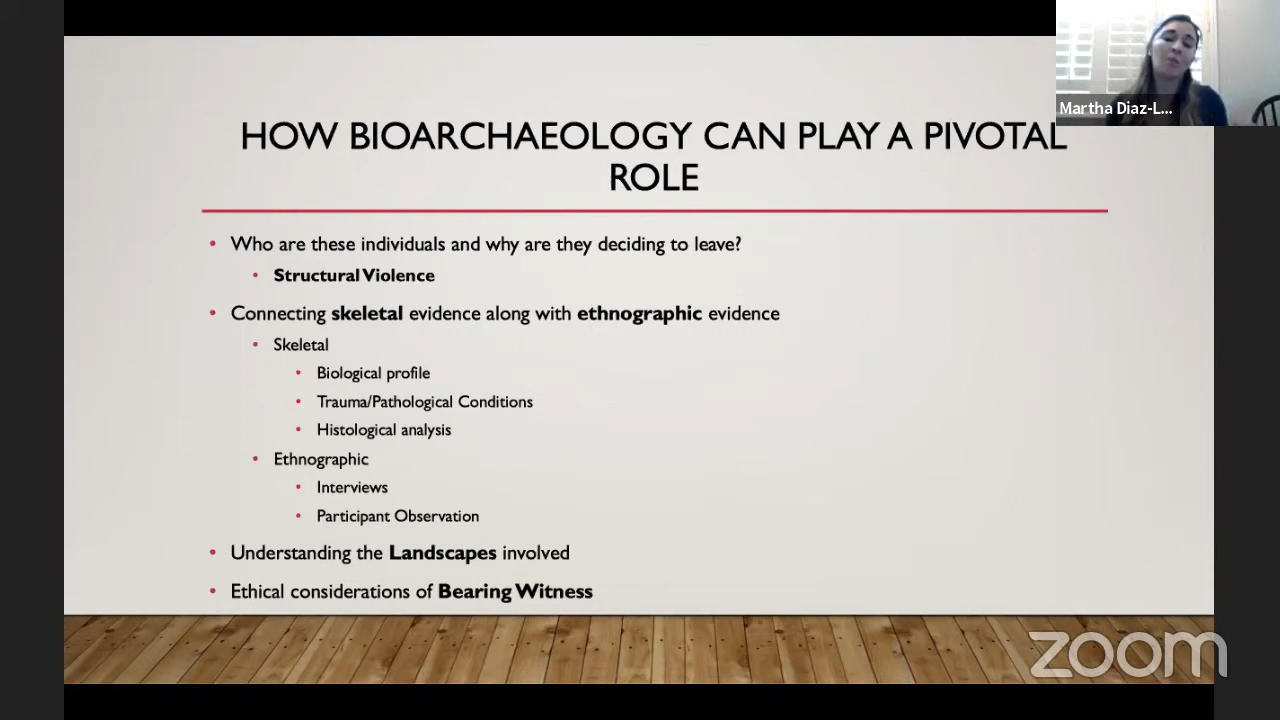 Martha Diaz-L...
HOW BIOARCHAEOLOGY CAN PLAY A PIVOTAL
ROLE
• Who are these individuals and why are they deciding to leave?
• Structural Violence
• Connecting skeletal evidence along with ethnographic evidence
• Skeletal
• Biological profile
• Trauma/Pathological Conditions
• Histological analysis
• Ethnographic
• Interviews
• Participant Observation
• Understanding the Landscapes involved
• Ethical considerations of Bearing Witness
zoom